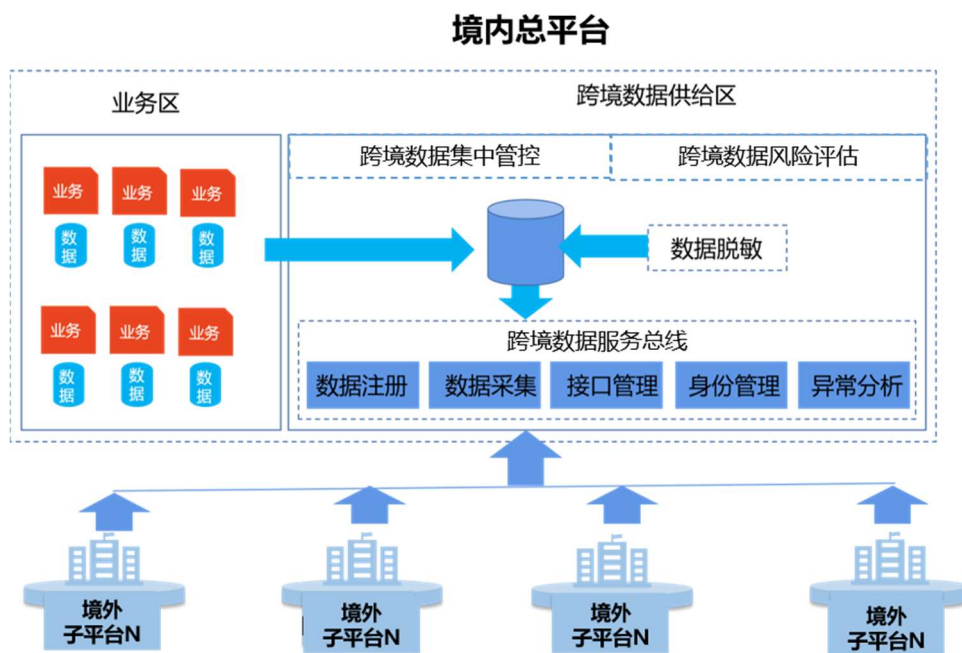 境内总平台
业务区
跨境数据供给区
跨境数据集中管控
跨境数据风险评估
业务
业务
业务
数据
数据
数据
数据脱敏
业务
业务
业务
数据
数据
数据
跨境数据服务总线
数据注册
数据采集
接口管理
身份管理
异常分析
境外
子平台N
境外
子平台N
境外
子平台N
境外
子平台N